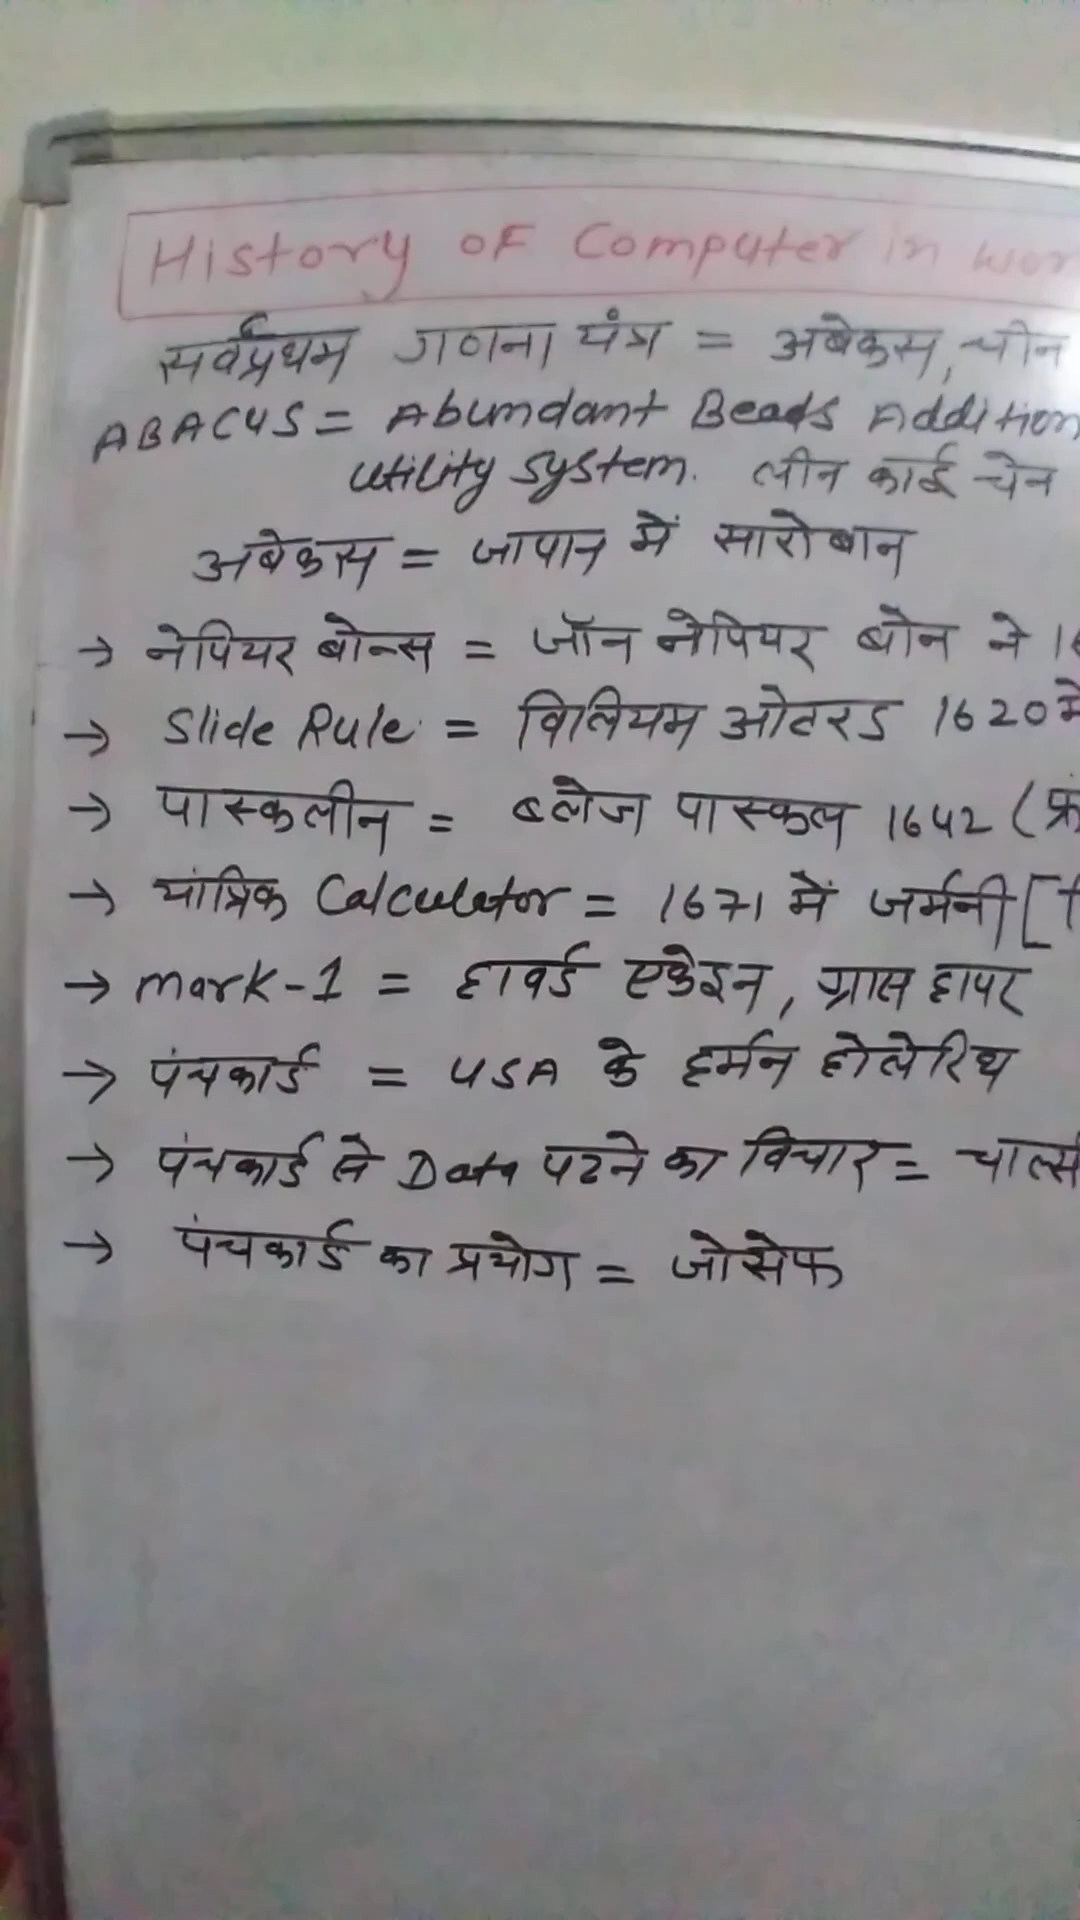 History of Computer in
सर्वप्रथम गणना यंत्र = अबेकस, चीन
ABACUS = Abundant Beads Addition
utility system. लीन काई चेन
अबेकस = जापान में सारोबान
→ नेपियर बोन्स = जॉन नेपियर बोन ने
→ Slide Rule = विलियम ओटरड 1620 में
→ पास्कलीन = ब्लेज पास्कल 1642 (
→ यांत्रिक Calculator = 1671 में जर्मनी [
→ mark-1 = हावर्ड एकेइन, ग्रास हापर
→ पंचकार्ड = USA के हर्मन होलेरिथ
→ पंचकार्ड से Data पढने का विचार = चार्ल्स
→ पंचकार्ड का प्रयोग = जोसेफ